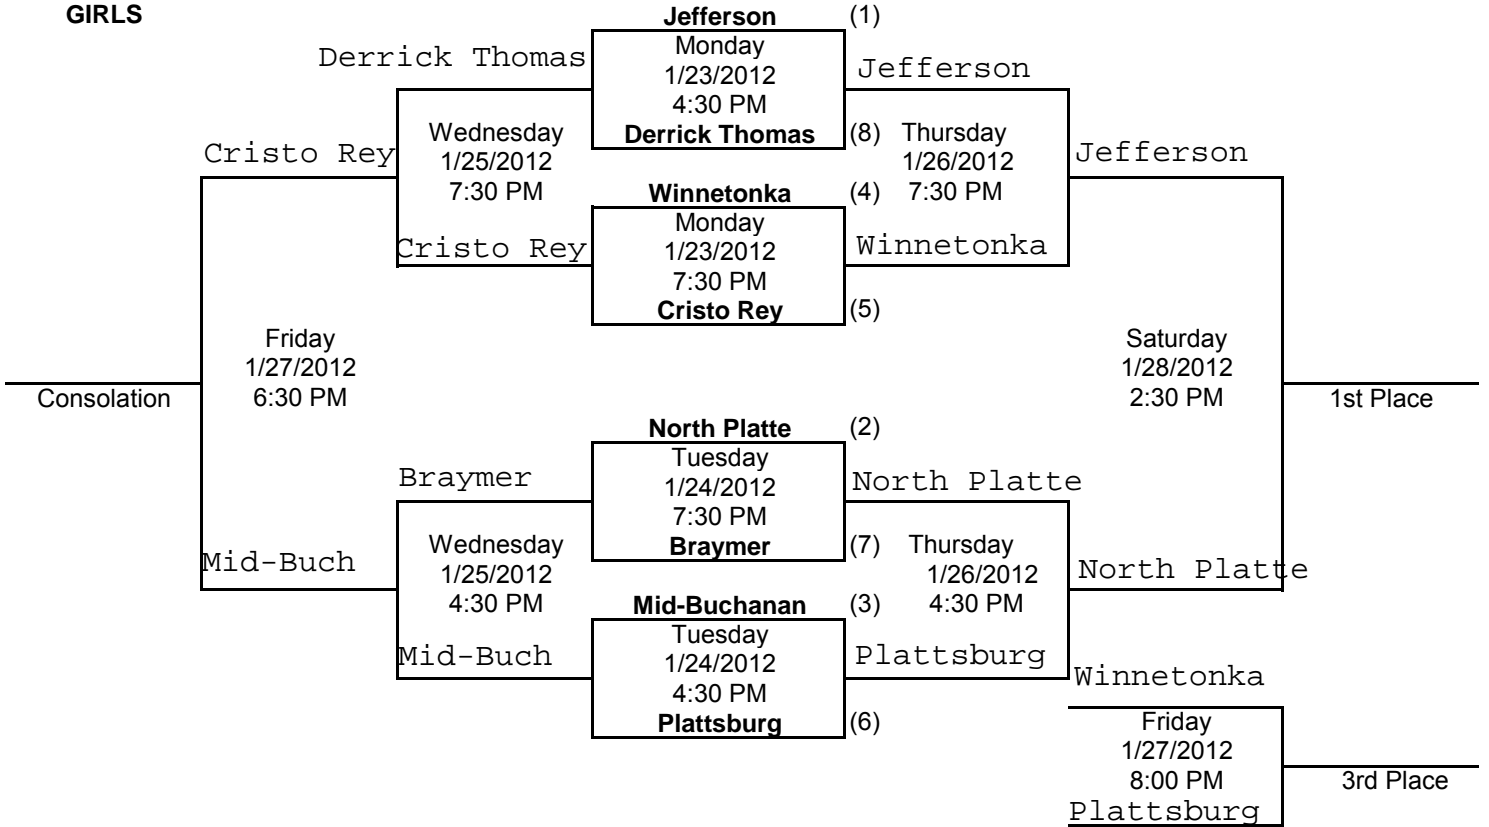 GIRLS
Jefferson (1)
Derrick Thomas
Monday
1/23/2012
4:30 PM
Jefferson
Derrick Thomas (8)
Wednesday
1/25/2012
7:30 PM
Thursday
1/26/2012
7:30 PM
Cristo Rey
Jefferson
Winnetonka (4)
Cristo Rey
Monday
1/23/2012
7:30 PM
Winnetonka
Cristo Rey (5)
Friday
1/27/2012
6:30 PM
Saturday
1/28/2012
2:30 PM
Consolation
1st Place
North Platte (2)
Braymer
Tuesday
1/24/2012
7:30 PM
North Platte
Braymer (7)
Wednesday
1/25/2012
4:30 PM
Thursday
1/26/2012
4:30 PM
Mid-Buch
North Platte
Mid-Buchanan (3)
Mid-Buch
Tuesday
1/24/2012
4:30 PM
Plattsburg
Plattsburg (6)
Winnetonka
Friday
1/27/2012
8:00 PM
3rd Place
Plattsburg